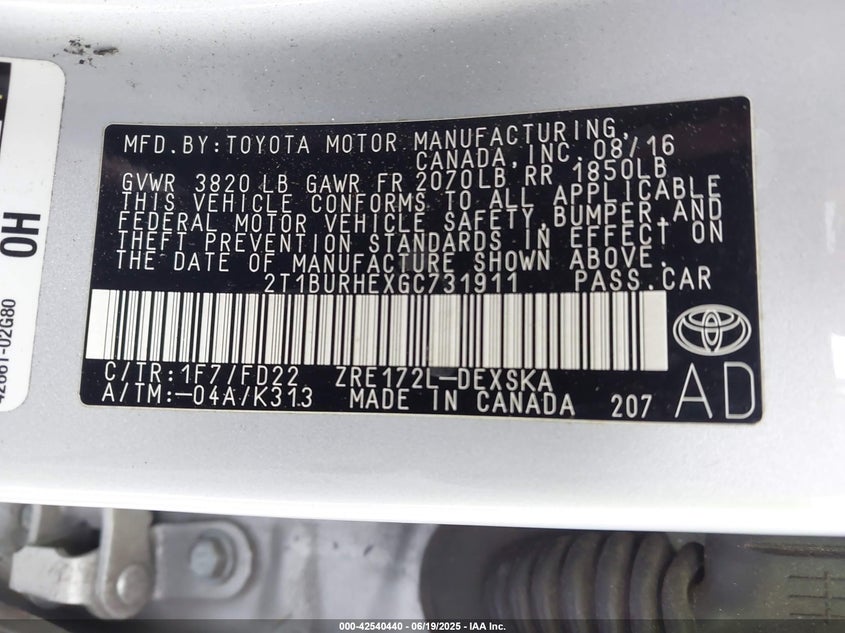 MFD.BY:TOYOTA MOTOR MANUFACTURING,
CANADA,INC. 08/16
GVWR 3820 LB GAWR FR 2070LB RR 1850LB
THIS VEHICLE CONFORMS TO ALL APPLICABLE
FEDERAL MOTOR VEHICLE SAFETY,BUMPER,AND
THEFT PREVENTION STANDARDS IN EFFECT ON
THE DATE OF MANUFACTURE SHOWN ABOVE.
2T1BURHEXGC731911 PASS.CAR
C/TR:1F7/FD22 ZRE172L-DEXSKA
A/TM:-04A/K313 MADE IN CANADA 207 AD
OH
42661-02G80
000-42540440 - 06/19/2025 - IAA Inc.